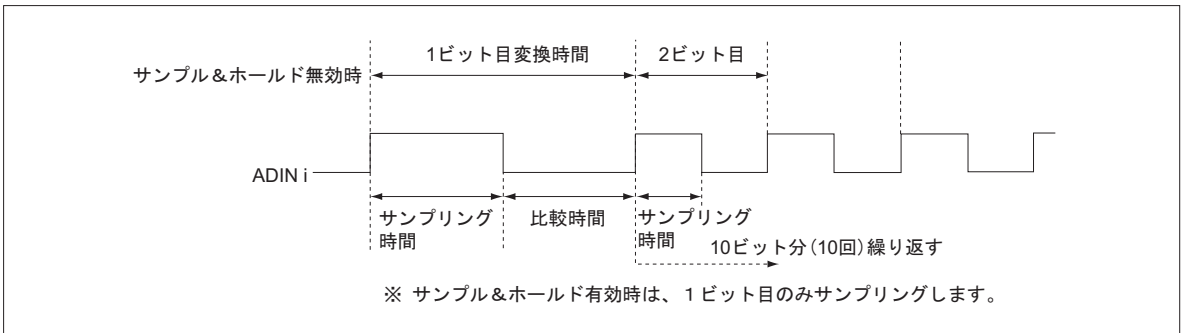 1ビット目変換時間
2ビット目
サンプル&ホールド無効時
ADIN i
サンプリング
時間
比較時間
サンプリング
時間
10ビット分(10回)繰り返す
※ サンプル&ホールド有効時は、1ビット目のみサンプリングします。